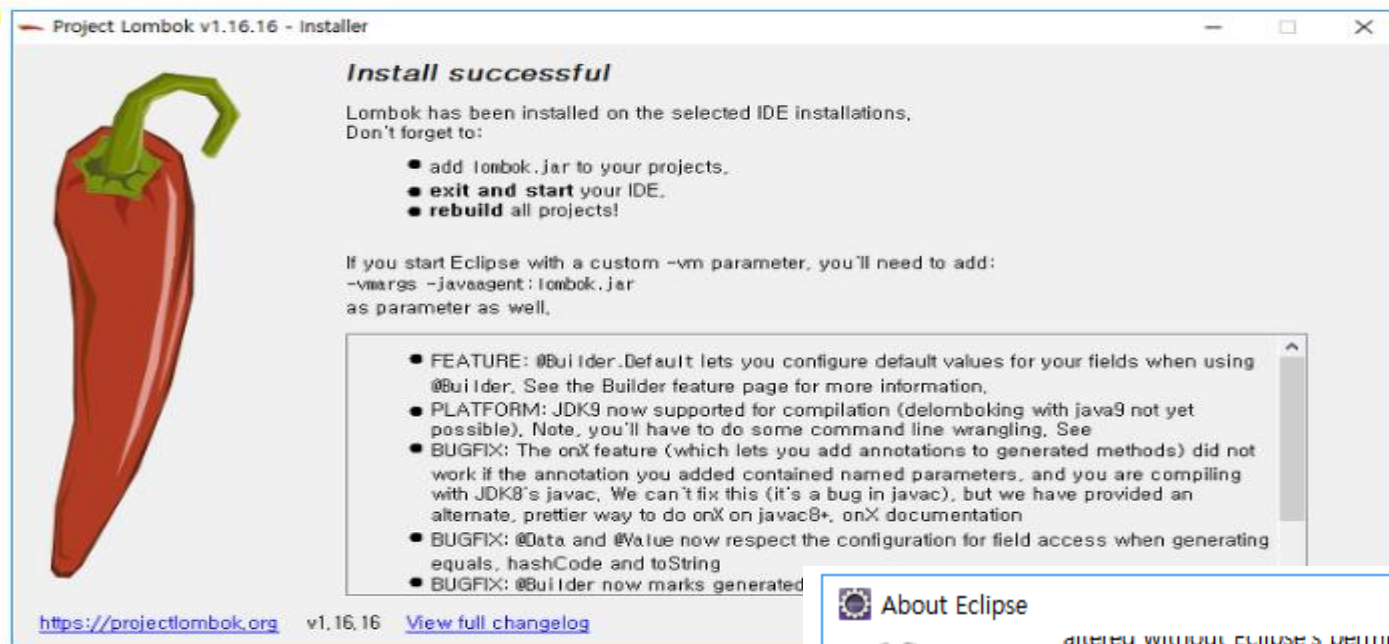 Project Lombok v1.16.16 - Installer
Install successful
Lombok has been installed on the selected IDE installations,
Don't forget to:
● add lombok.jar to your projects,
● exit and start your IDE,
● rebuild all projects!
If you start Eclipse with a custom -vm parameter, you'll need to add:
-vmargs -javaagent:lombok.jar
as parameter as well,
● FEATURE: @Builder.Default lets you configure default values for your fields when using
@Builder, See the Builder feature page for more information,
● PLATFORM: JDK9 now supported for compilation (delomboking with java9 not yet
possible), Note, you'll have to do some command line wrangling, See
● BUGFIX: The onX feature (which lets you add annotations to generated methods) did not
work if the annotation you added contained named parameters, and you are compiling
with JDK8's javac, We can't fix this (it's a bug in javac), but we have provided an
alternate, prettier way to do onX on javac8+, onX documentation
● BUGFIX: @Data and @Value now respect the configuration for field access when generating
equals, hashCode and toString
● BUGFIX: @Builder now marks generated
https://projectlombok.org v1.16.16 View full changelog
About Eclipse
altered without Eclipse's